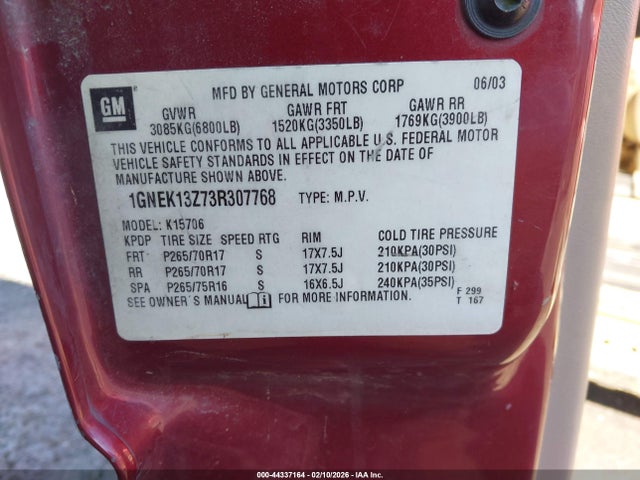 GM
MFD BY GENERAL MOTORS CORP 06/03
GVWR GAWR FRT GAWR RR
3085KG(6800LB) 1520KG(3350LB) 1769KG(3900LB)
THIS VEHICLE CONFORMS TO ALL APPLICABLE U.S. FEDERAL MOTOR
VEHICLE SAFETY STANDARDS IN EFFECT ON THE DATE OF
MANUFACTURE SHOWN ABOVE.
1GNEK13Z73R307768 TYPE: M.P.V.
MODEL: K15706
KPDP TIRE SIZE SPEED RTG RIM COLD TIRE PRESSURE
FRT P265/70R17 S 17X7.5J 210KPA(30PSI)
RR P265/70R17 S 17X7.5J 210KPA(30PSI)
SPA P265/75R16 S 16X6.5J 240KPA(35PSI)
SEE OWNER'S MANUAL i FOR MORE INFORMATION. F 299
T 167
000-44337164 - 02/10/2026 - IAAI.COM